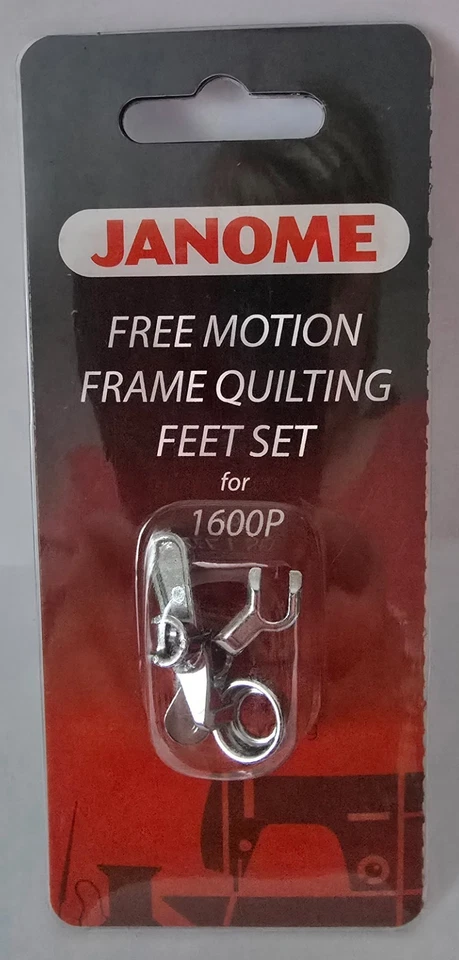 JANOME
FREE MOTION
FRAME QUILTING
FEET SET
for
1600P